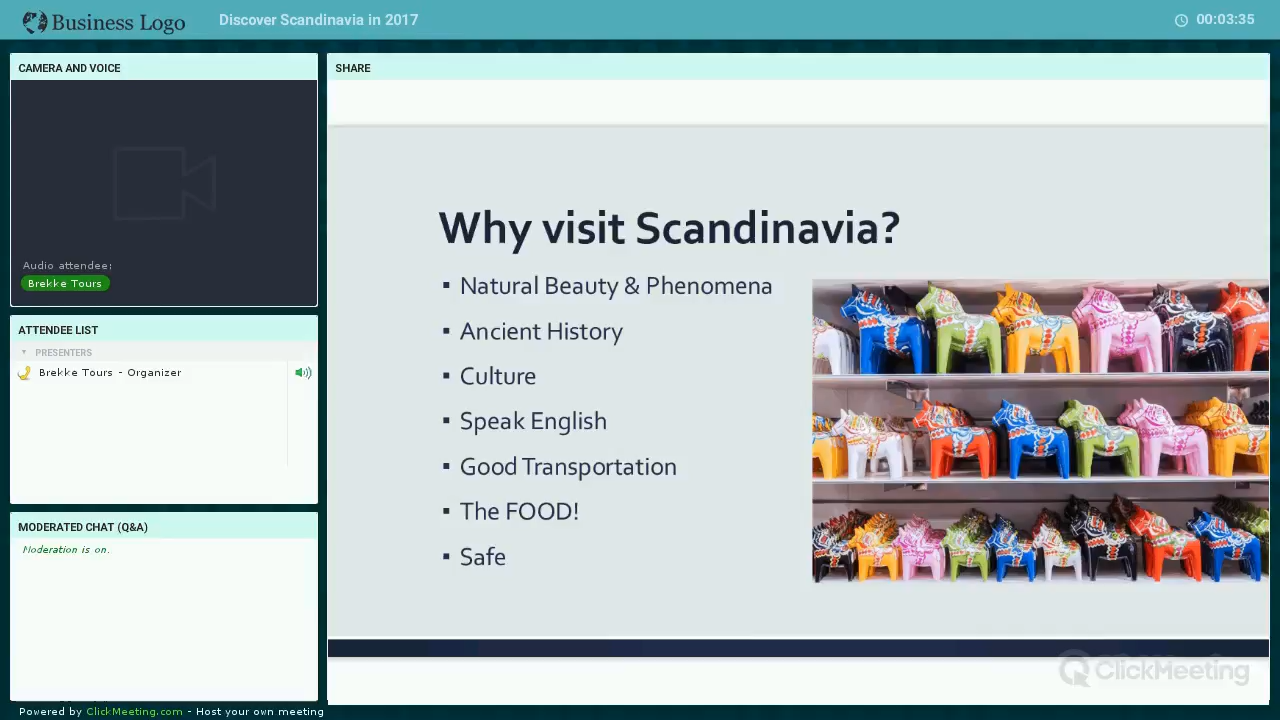 Business Logo
Discover Scandinavia in 2017
00:03:35
CAMERA AND VOICE
Audio attendee:
Brekke Tours
ATTENDEE LIST
PRESENTERS
Brekke Tours - Organizer
MODERATED CHAT (Q&A)
Moderation is on.
SHARE
Why visit Scandinavia?
Natural Beauty & Phenomena
Ancient History
Culture
Speak English
Good Transportation
The FOOD!
Safe
ClickMeeting
Powered by ClickMeeting.com - Host your own meeting